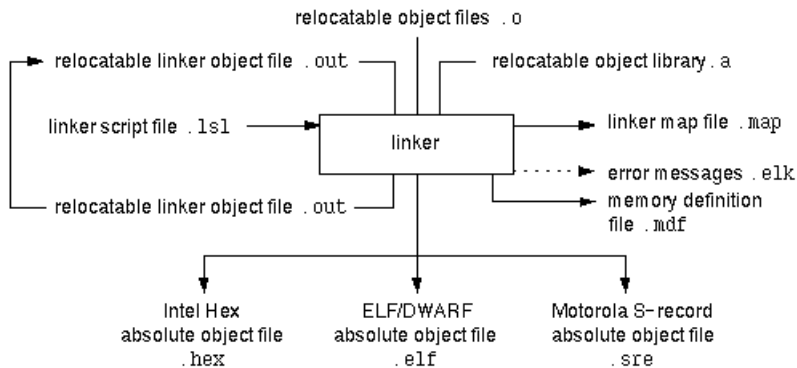 relocatable object files .o
relocatable linker object file .out
relocatable object library .a
linker script file .lsl
linker
linker map file .map
error messages .elk
relocatable linker object file .out
memory definition
file .mdf
Intel Hex
absolute object file
.hex
ELF/DWARF
absolute object file
.elf
Motorola S-record
absolute object file
.sre